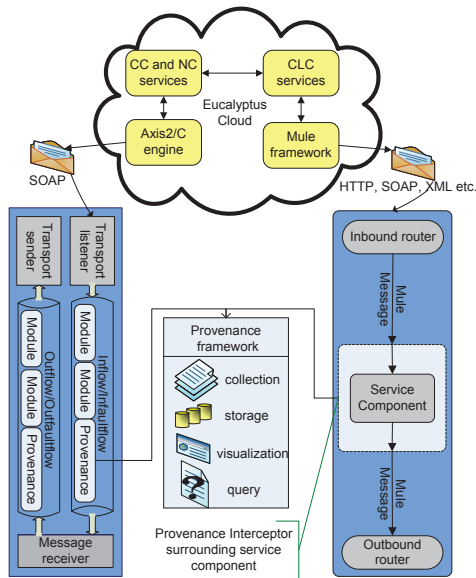 CC and NC
services
CLC
services
Eucalyptus
Cloud
Axis2/C
engine
Mule
framework
SOAP
HTTP, SOAP, XML etc.
Transport
sender
Transport
listener
Module
Module
Provenance
Outflow/Outfaultflow
Module
Module
Provenance
Inflow/Infaultflow
Message
receiver
Provenance
framework
collection
storage
visualization
query
Inbound router
Mule
Message
Service
Component
Mule
Message
Outbound
router
Provenance Interceptor
surrounding service
component